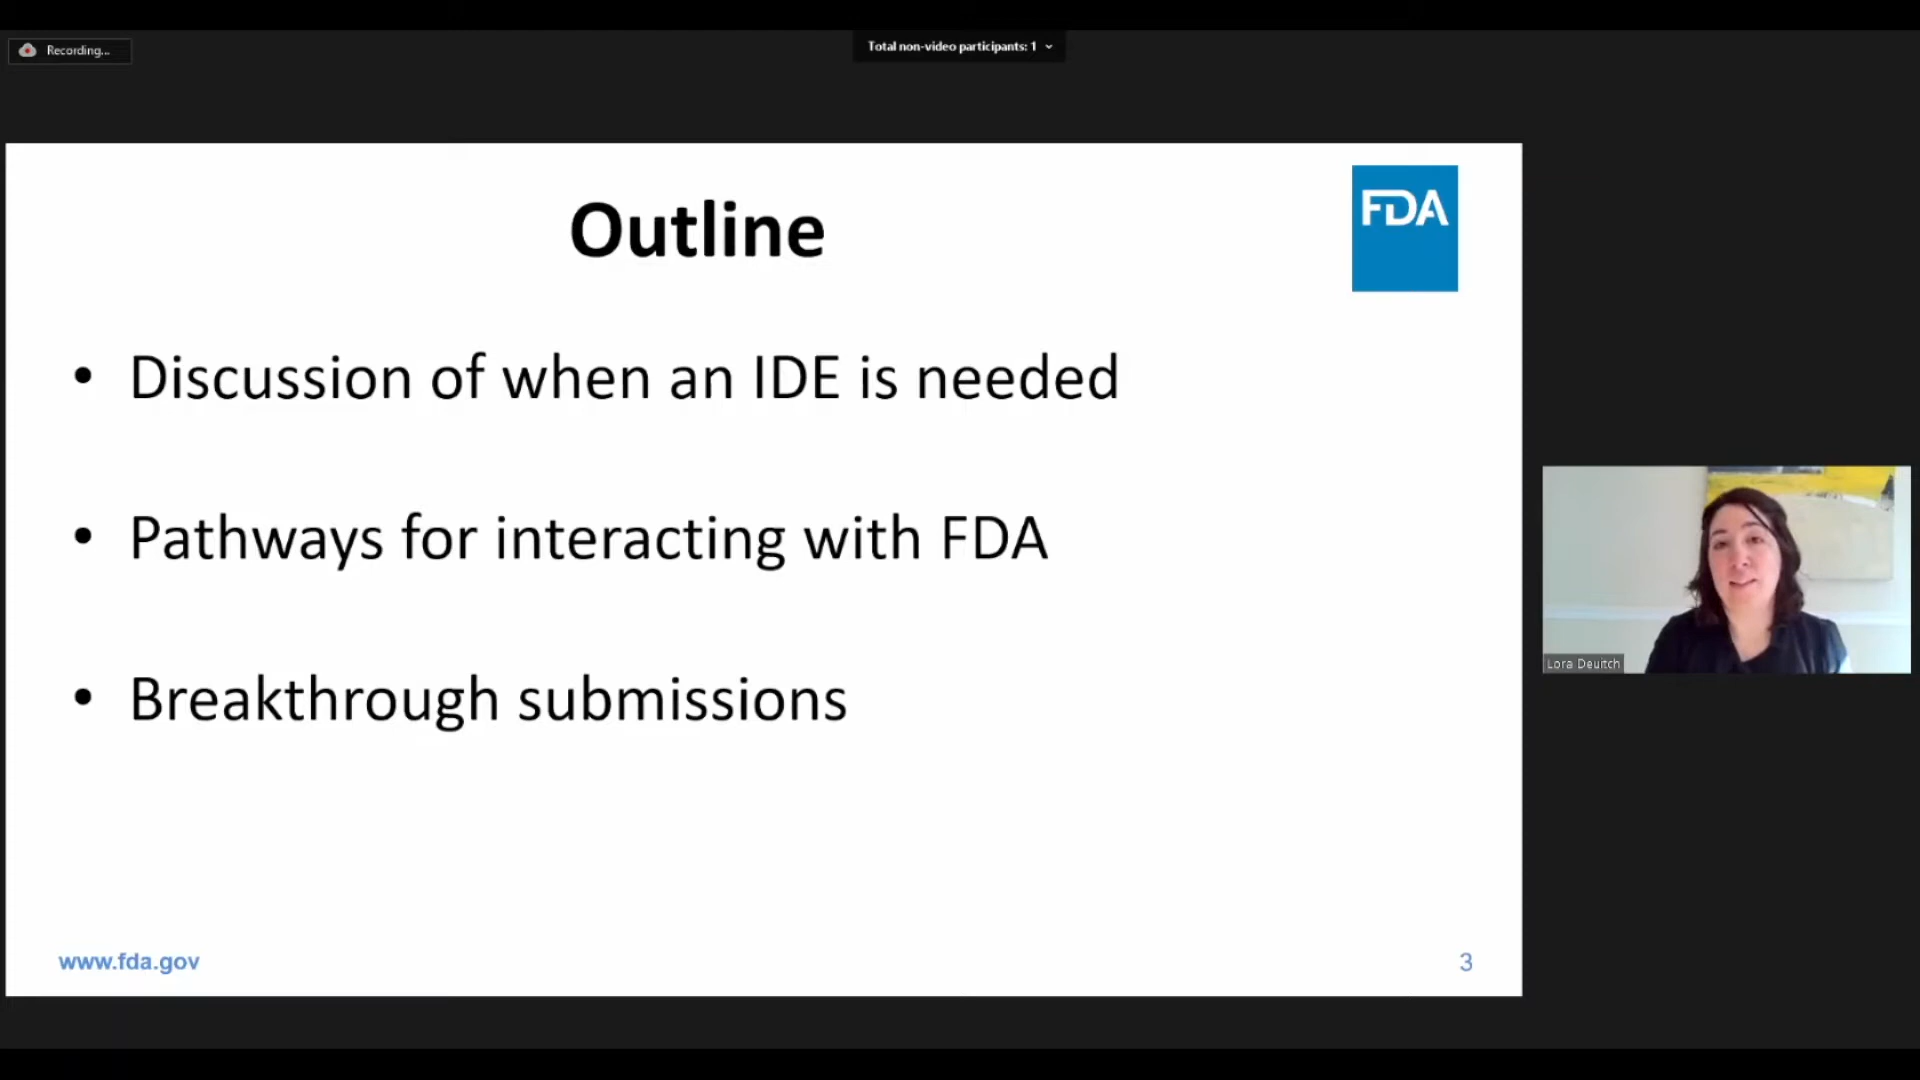 Recording...
Total non-video participants: 1
Outline
FDA
• Discussion of when an IDE is needed
• Pathways for interacting with FDA
• Breakthrough submissions
Lora Deuitch
www.fda.gov
3